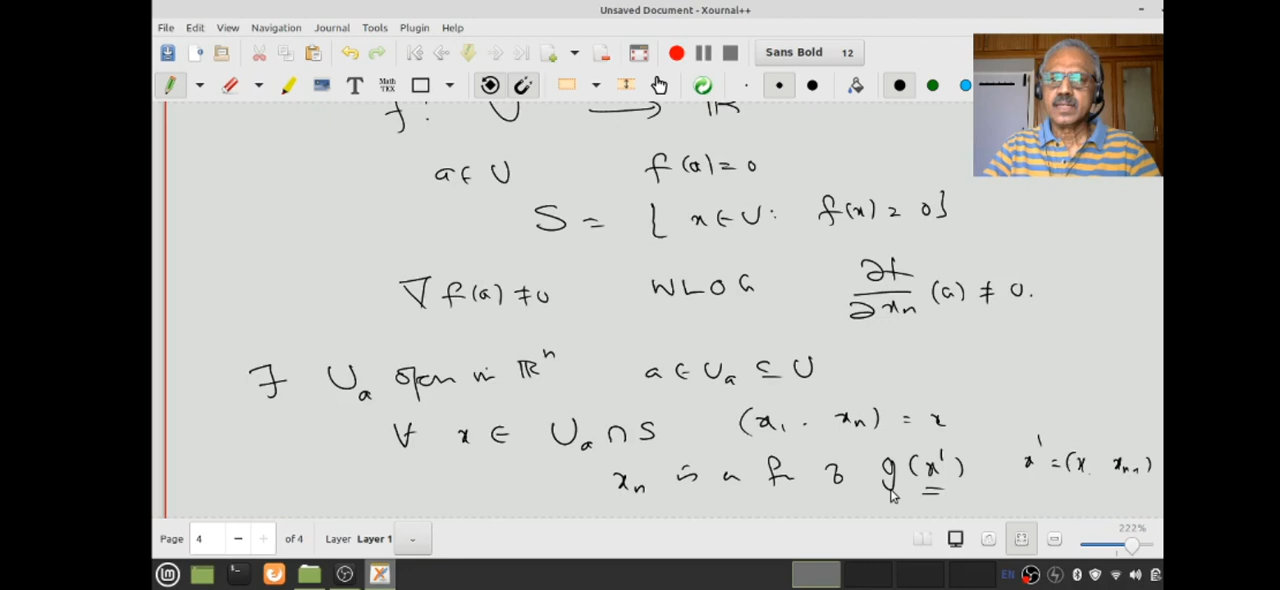 Unsaved Document - Xournal++
File Edit View Navigation Journal Tools Plugin Help
Sans Bold 12
f : U ⟶ ℝ
a ∈ U f(a) = 0
S = { x ∈ U : f(x) = 0}
∇ f(a) ≠ 0 WLOG ∂f/∂xₙ (a) ≠ 0.
∃ Uₐ open in ℝⁿ a ∈ Uₐ ⊆ U
∀ x ∈ Uₐ ∩ S (x₁ . xₙ) = x
xₙ is a fn g(x') x' = (x. xₙ₋₁)
Page 4 of 4 Layer Layer 1 222%
EN